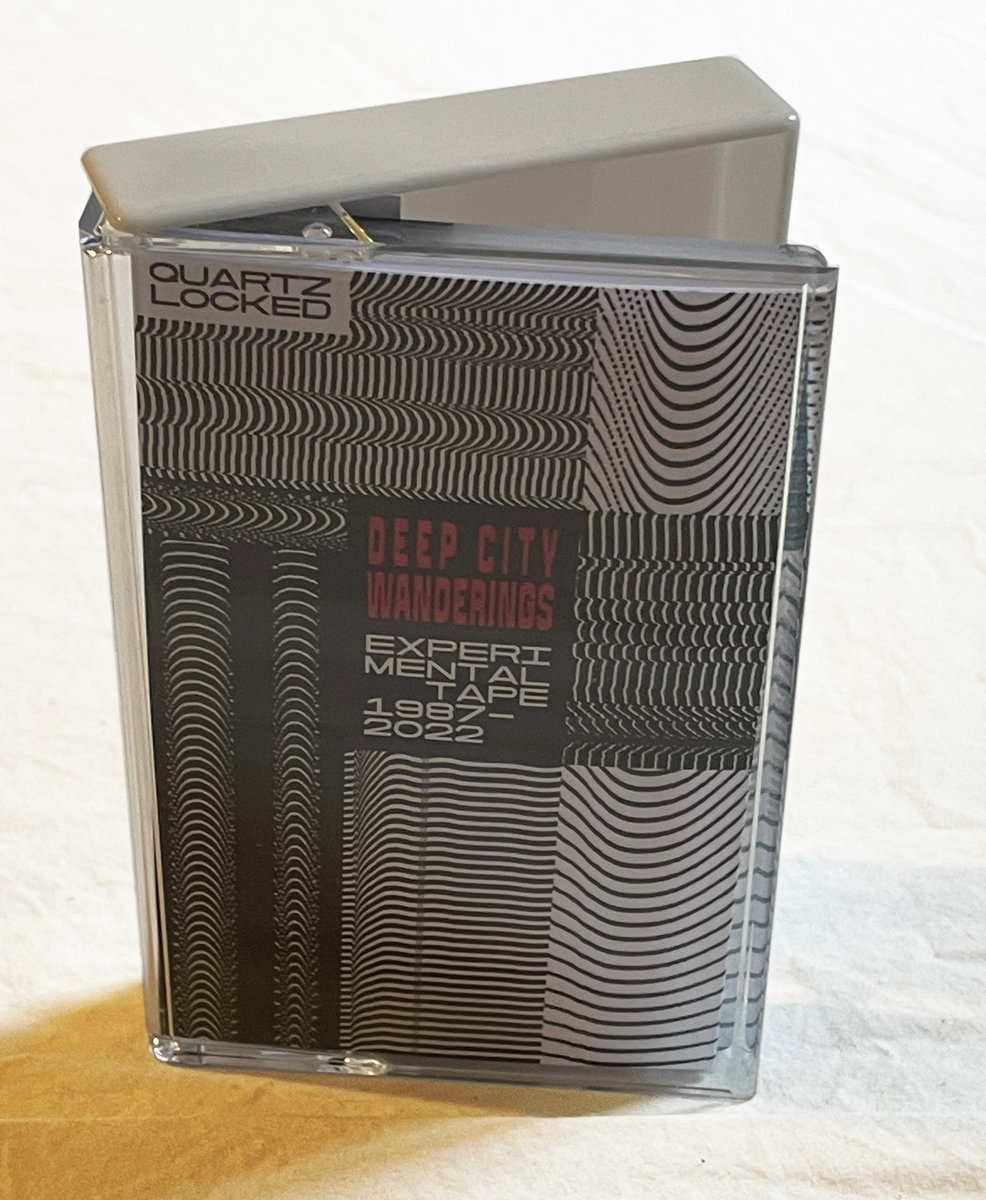 QUARTZ
LOCKED
DEEP CITY
WANDERINGS
EXPERI
MENTAL
TAPE
1987–
2022